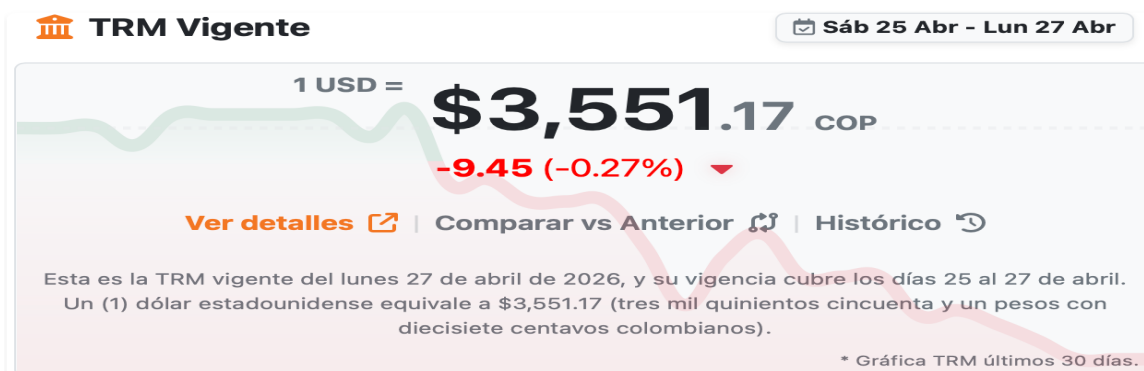 TRM Vigente
Sáb 25 Abr - Lun 27 Abr
1 USD =
$3,551.17 COP
-9.45 (-0.27%)
Ver detalles | Comparar vs Anterior | Histórico
Esta es la TRM vigente del lunes 27 de abril de 2026, y su vigencia cubre los días 25 al 27 de abril.
Un (1) dólar estadounidense equivale a $3,551.17 (tres mil quinientos cincuenta y un pesos con
diecisiete centavos colombianos).
* Gráfica TRM últimos 30 días.